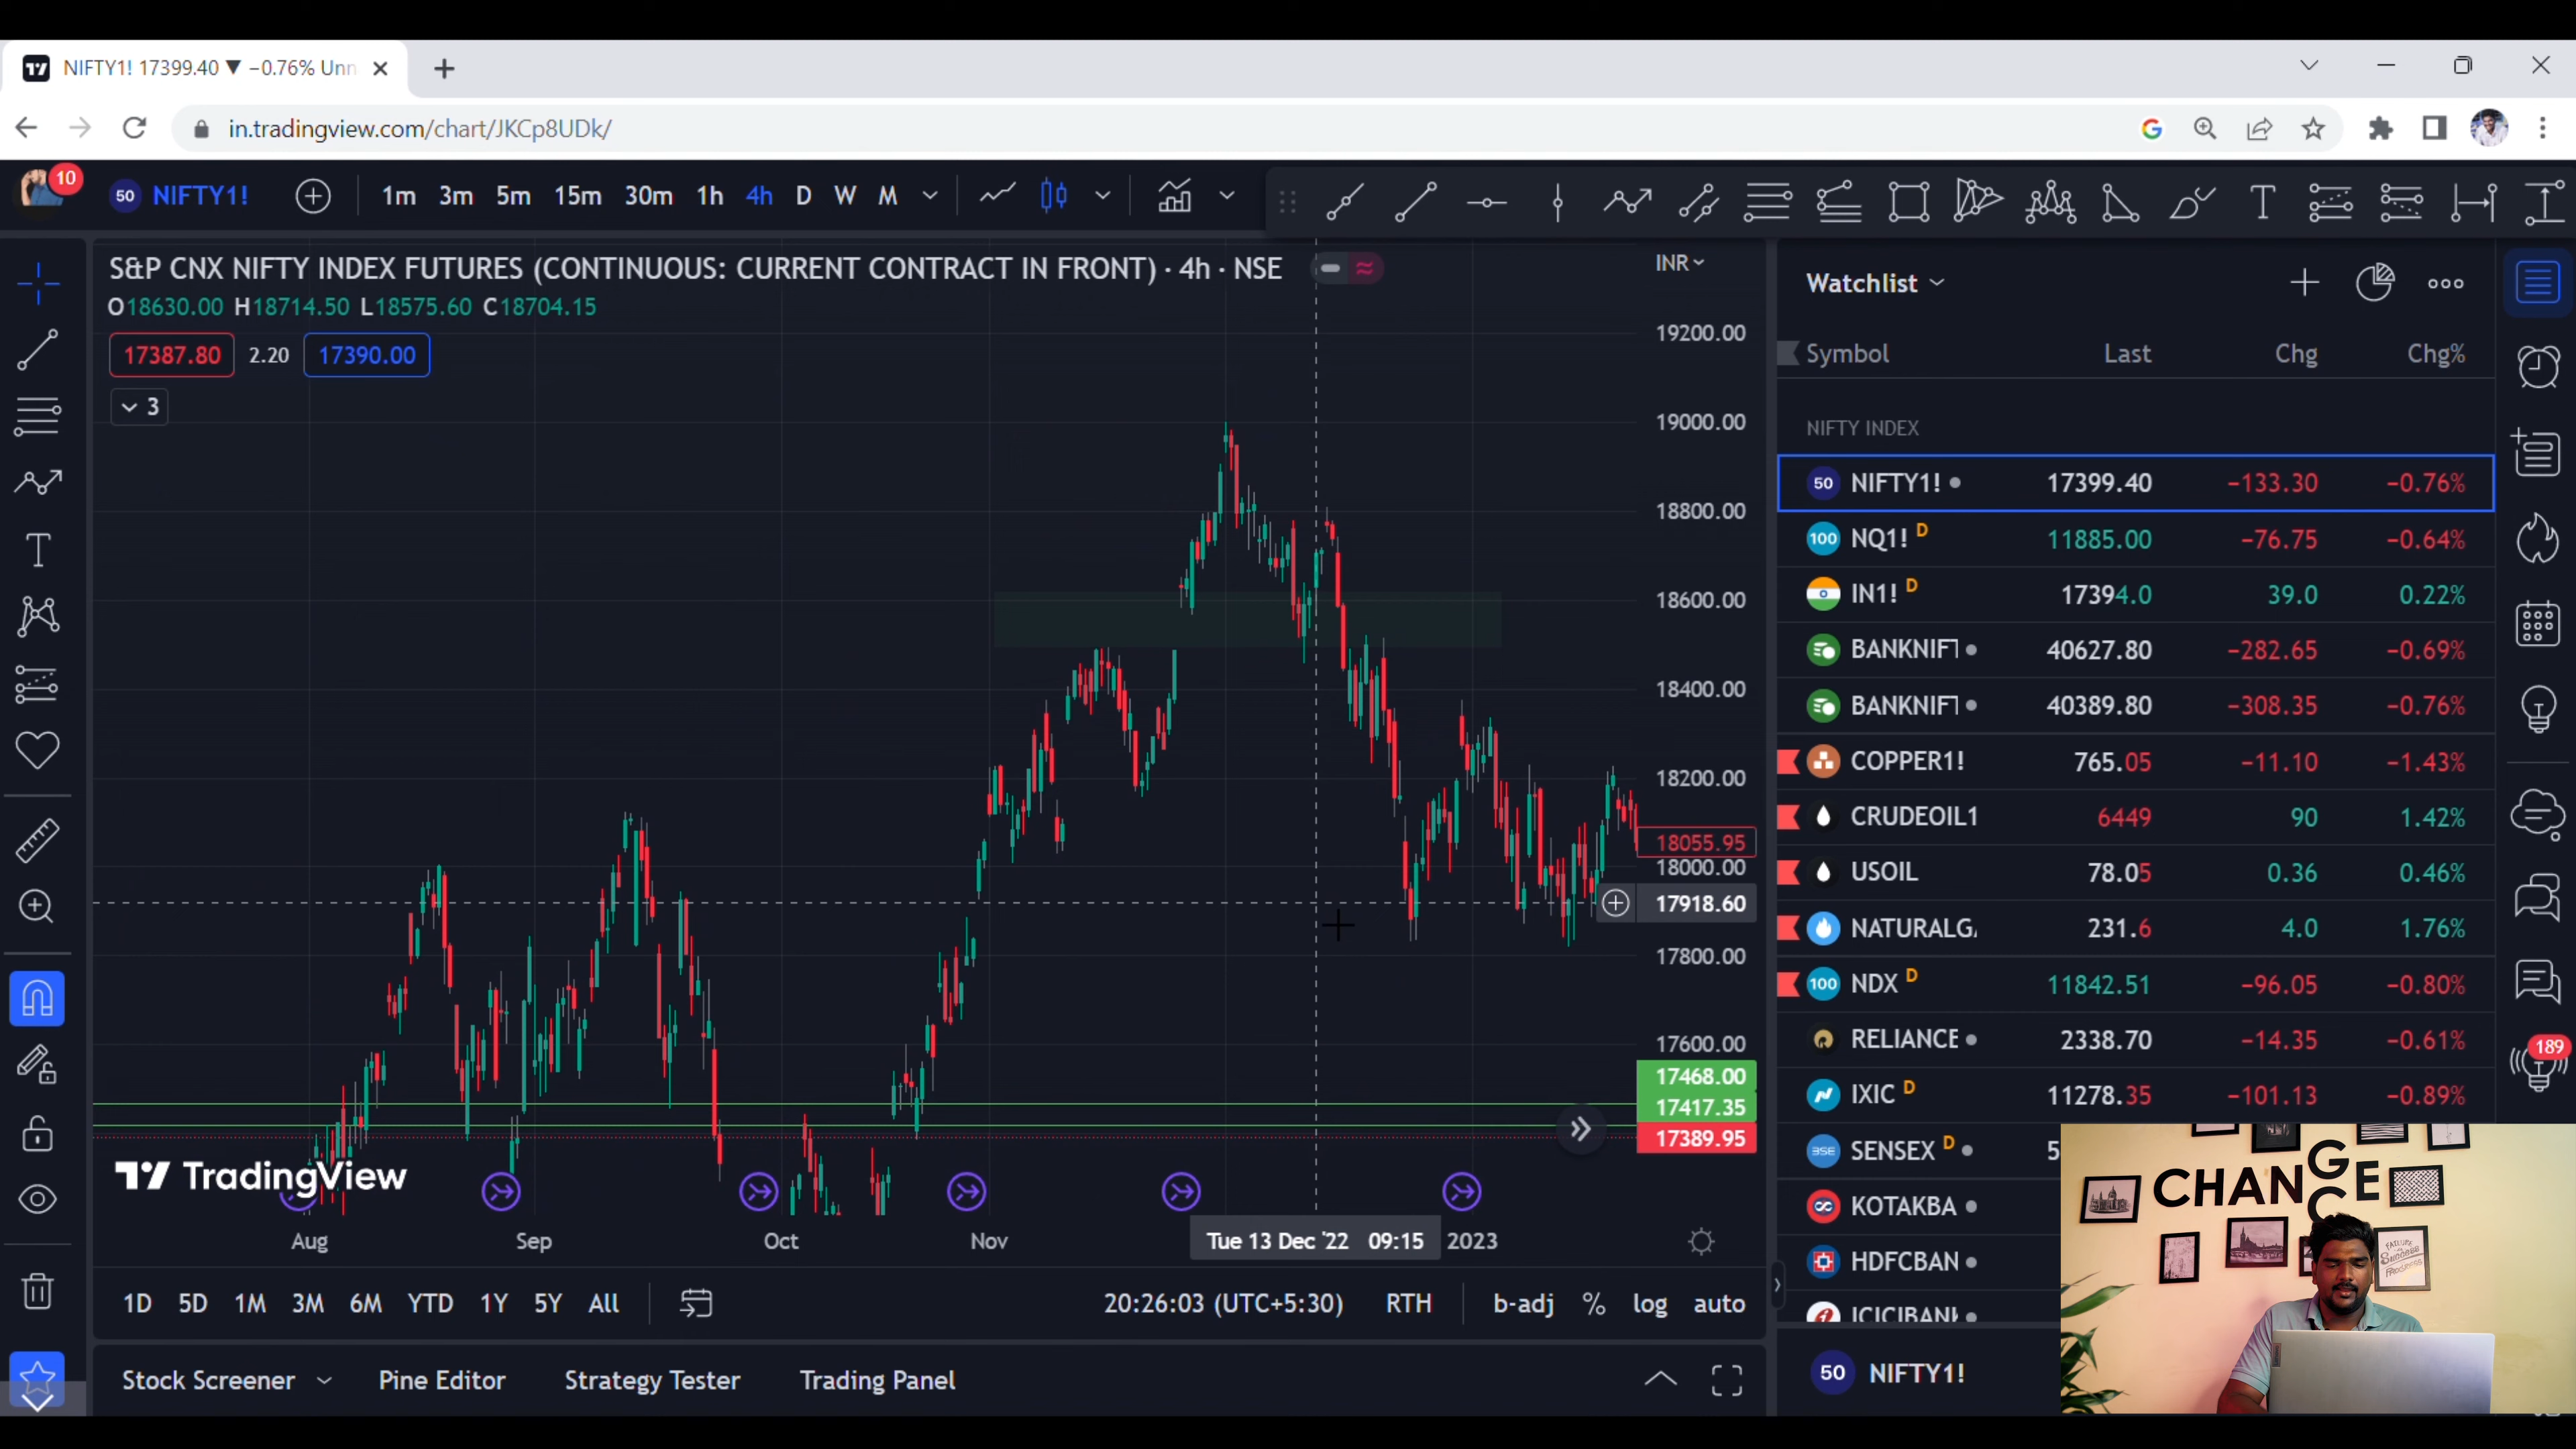 NIFTY1! 17399.40 ▼ −0.76% Unn
in.tradingview.com/chart/JKCp8UDk/
10
50 NIFTY1! 1m 3m 5m 15m 30m 1h 4h D W M
S&P CNX NIFTY INDEX FUTURES (CONTINUOUS: CURRENT CONTRACT IN FRONT) · 4h · NSE
O18630.00 H18714.50 L18575.60 C18704.15
17387.80 2.20 17390.00
3
INR
19200.00
19000.00
18800.00
18600.00
18400.00
18200.00
18055.95
18000.00
17918.60
17800.00
17600.00
17468.00
17417.35
17389.95
TradingView
Aug Sep Oct Nov Tue 13 Dec '22 09:15 2023
1D 5D 1M 3M 6M YTD 1Y 5Y All 20:26:03 (UTC+5:30) RTH b-adj % log auto
Stock Screener Pine Editor Strategy Tester Trading Panel
Watchlist
Symbol Last Chg Chg%
NIFTY INDEX
50 NIFTY1! 17399.40 −133.30 −0.76%
100 NQ1! D 11885.00 −76.75 −0.64%
IN1! D 17394.0 39.0 0.22%
BANKNIFT 40627.80 −282.65 −0.69%
BANKNIFT 40389.80 −308.35 −0.76%
COPPER1! 765.05 −11.10 −1.43%
CRUDEOIL1 6449 90 1.42%
USOIL 78.05 0.36 0.46%
NATURALGA 231.6 4.0 1.76%
100 NDX D 11842.51 −96.05 −0.80%
RELIANCE 2338.70 −14.35 −0.61%
IXIC D 11278.35 −101.13 −0.89%
BSE SENSEX D 5
KOTAKBA
HDFCBAN
ICICIBANK
50 NIFTY1!
189
CHANGE
C